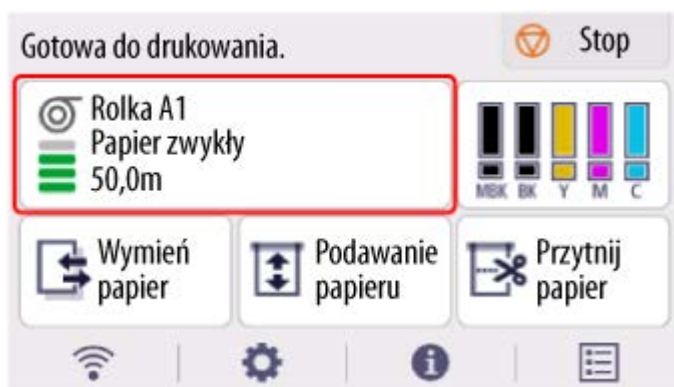 Gotowa do drukowania.
Stop
Rolka A1
Papier zwykły
50,0m
MBK BK Y M C
Wymień
papier
Podawanie
papieru
Przytnij
papier